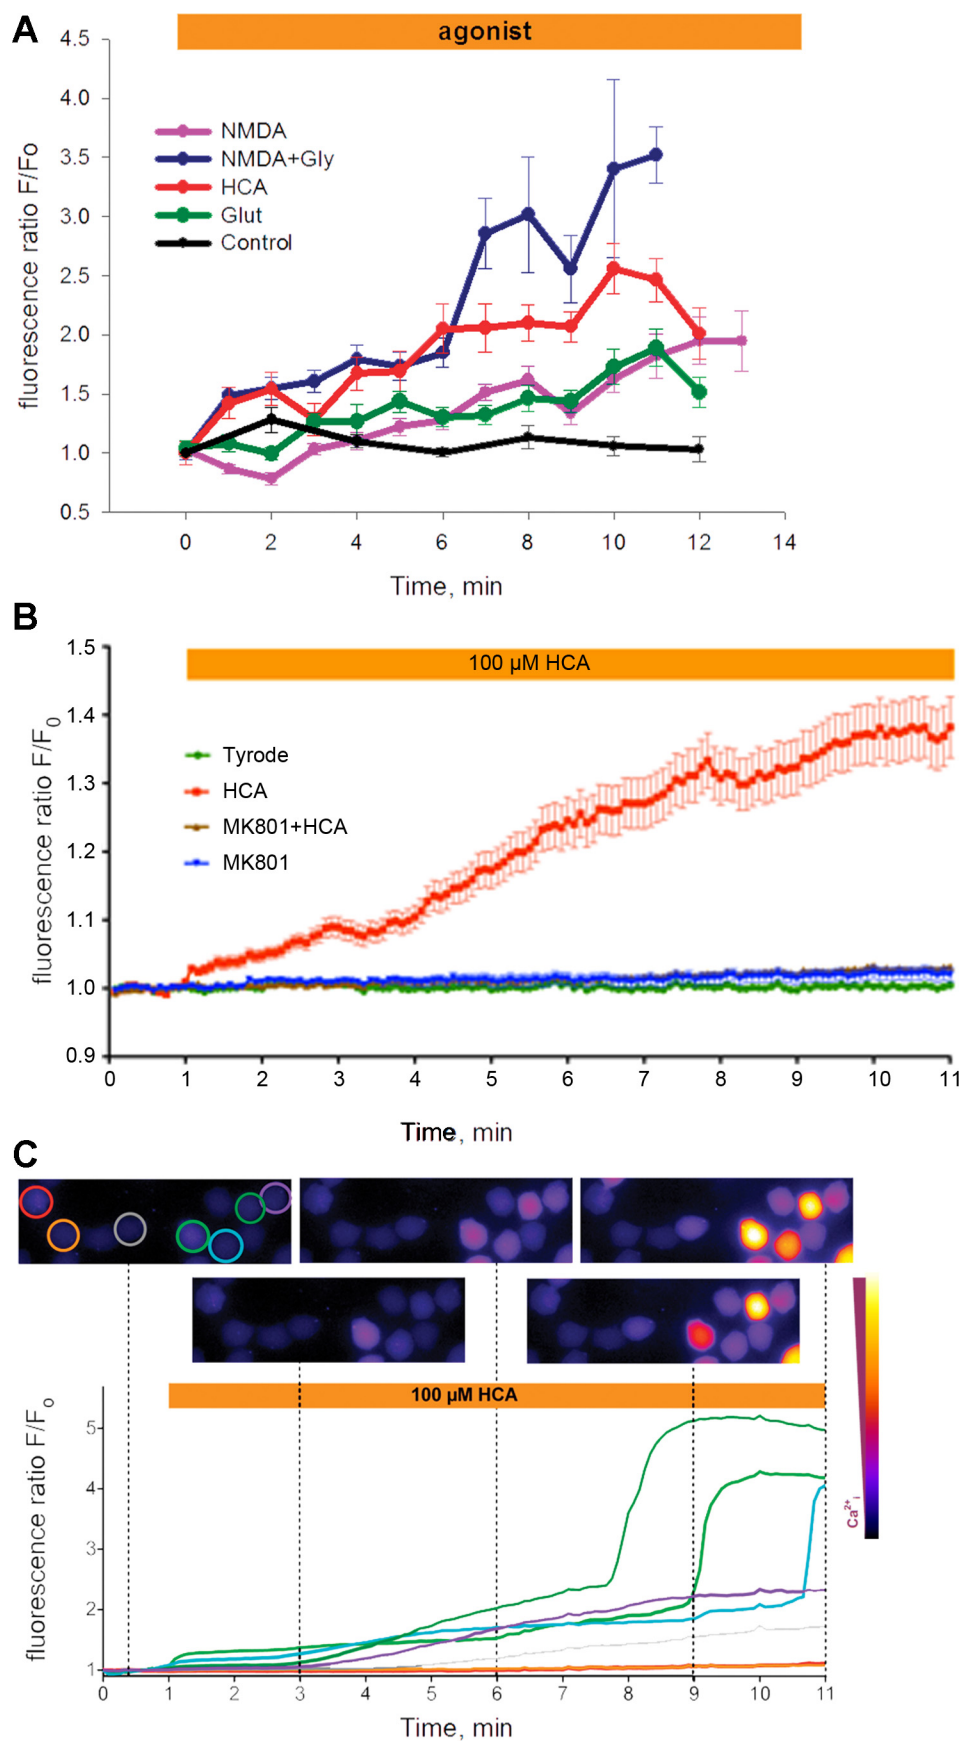 A
agonist
4.5
4.0
3.5
3.0
2.5
2.0
1.5
1.0
0.5
fluorescence ratio F/Fo
NMDA
NMDA+Gly
HCA
Glut
Control
0 2 4 6 8 10 12 14
Time, min
B
1.5
1.4
1.3
1.2
1.1
1.0
0.9
fluorescence ratio F/F0
100 µM HCA
Tyrode
HCA
MK801+HCA
MK801
0 1 2 3 4 5 6 7 8 9 10 11
Time, min
C
100 µM HCA
Ca2+i
5
4
3
2
1
fluorescence ratio F/Fo
0 1 2 3 4 5 6 7 8 9 10 11
Time, min